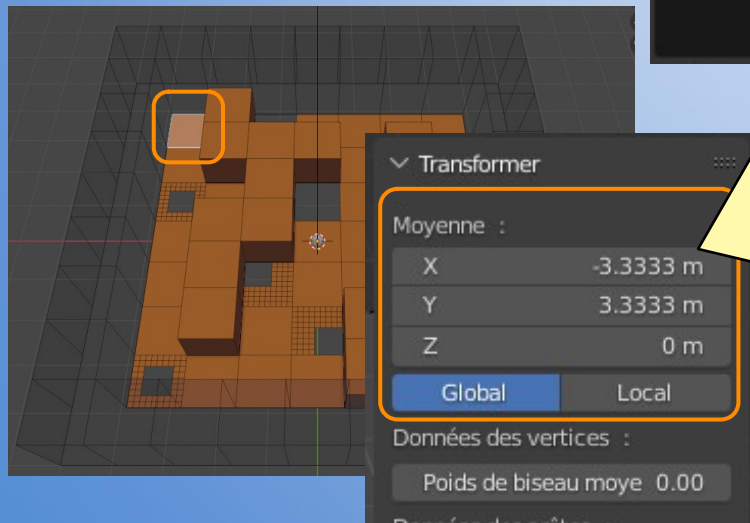 Transformer
Moyenne :
X -3.3333 m
Y 3.3333 m
Z 0 m
Global Local
Données des vertices :
Poids de biseau moye 0.00